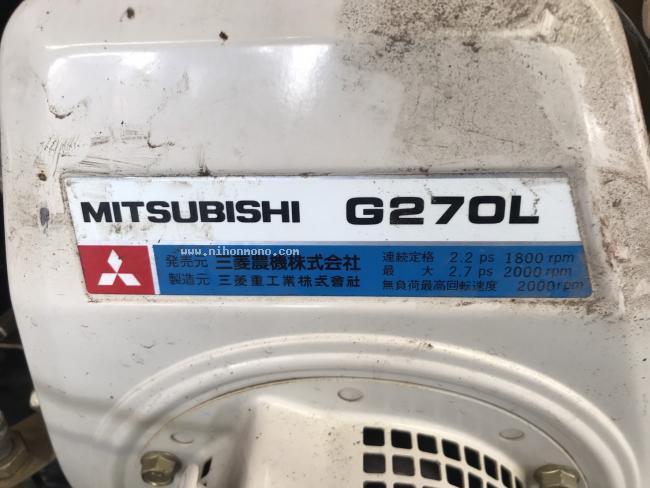 MITSUBISHI G270L
www.nihonmono.com
発売元 三菱農機株式会社
製造元 三菱重工業株式會社
連続定格 2.2 ps 1800 rpm
最大 2.7 ps 2000 rpm
無負荷最高回転速度 2000rpm